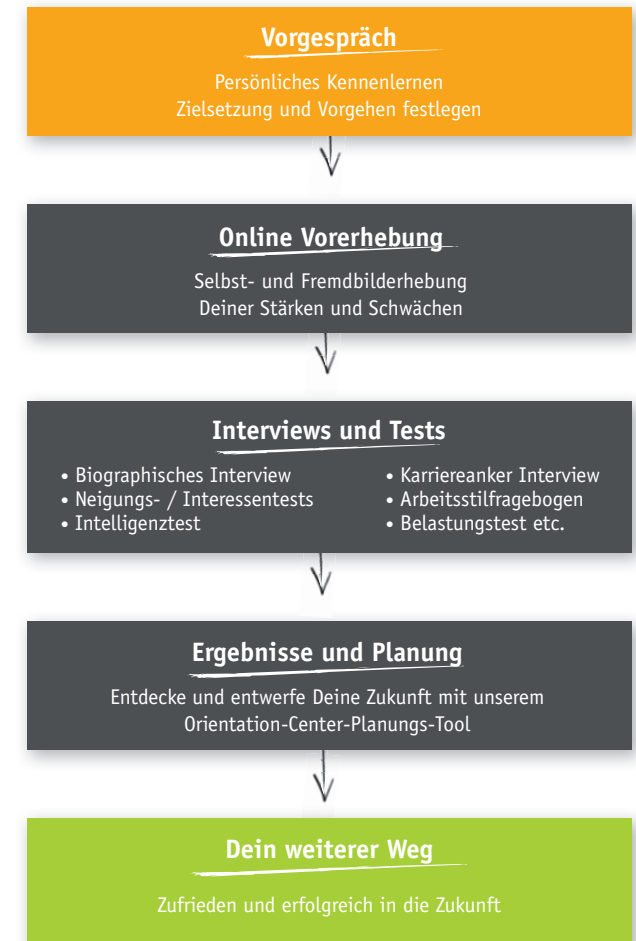 Vorgespräch
Persönliches Kennenlernen
Zielsetzung und Vorgehen festlegen
Online Vorerhebung
Selbst- und Fremdbilderhebung
Deiner Stärken und Schwächen
Interviews und Tests
• Biographisches Interview
• Neigungs- / Interessentests
• Intelligenztest
• Karriereanker Interview
• Arbeitsstilfragebogen
• Belastungstest etc.
Ergebnisse und Planung
Entdecke und entwerfe Deine Zukunft mit unserem
Orientation-Center-Planungs-Tool
Dein weiterer Weg
Zufrieden und erfolgreich in die Zukunft